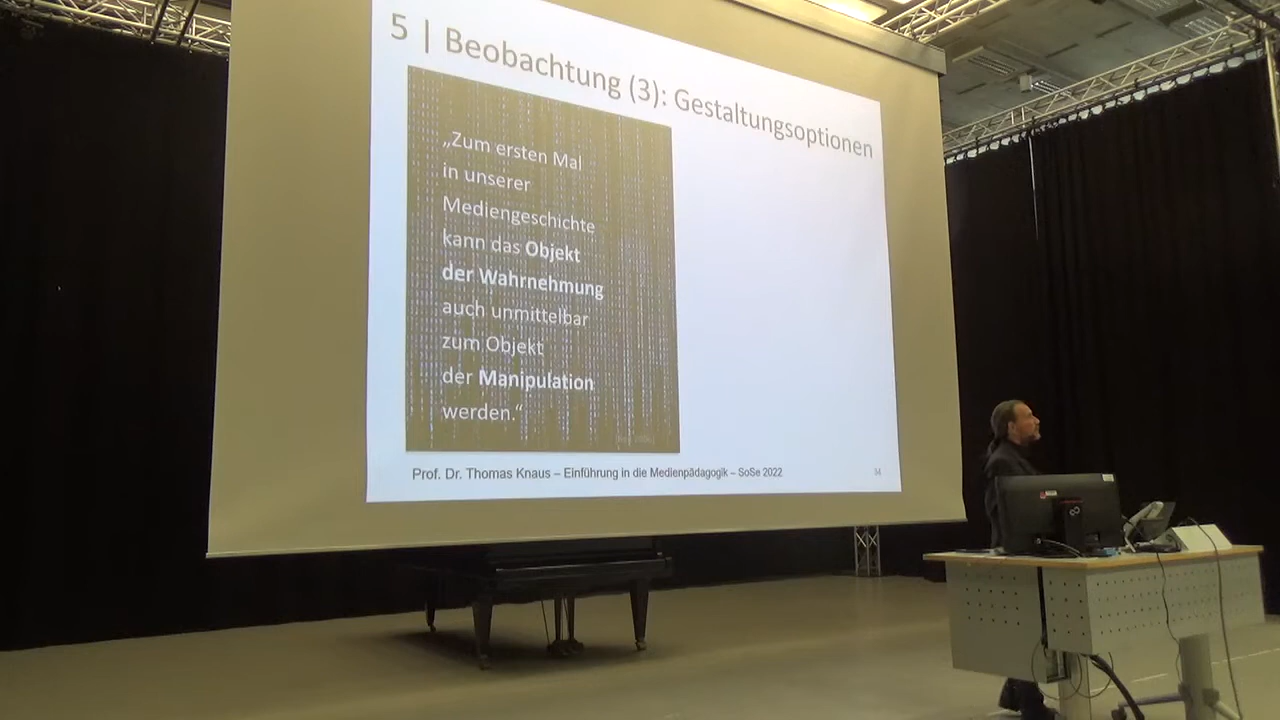 5 | Beobachtung (3): Gestaltungsoptionen
„Zum ersten Mal
in unserer
Mediengeschichte
kann das Objekt
der Wahrnehmung
auch unmittelbar
zum Objekt
der Manipulation
werden.“
Prof. Dr. Thomas Knaus – Einführung in die Medienpädagogik – SoSe 2022
34